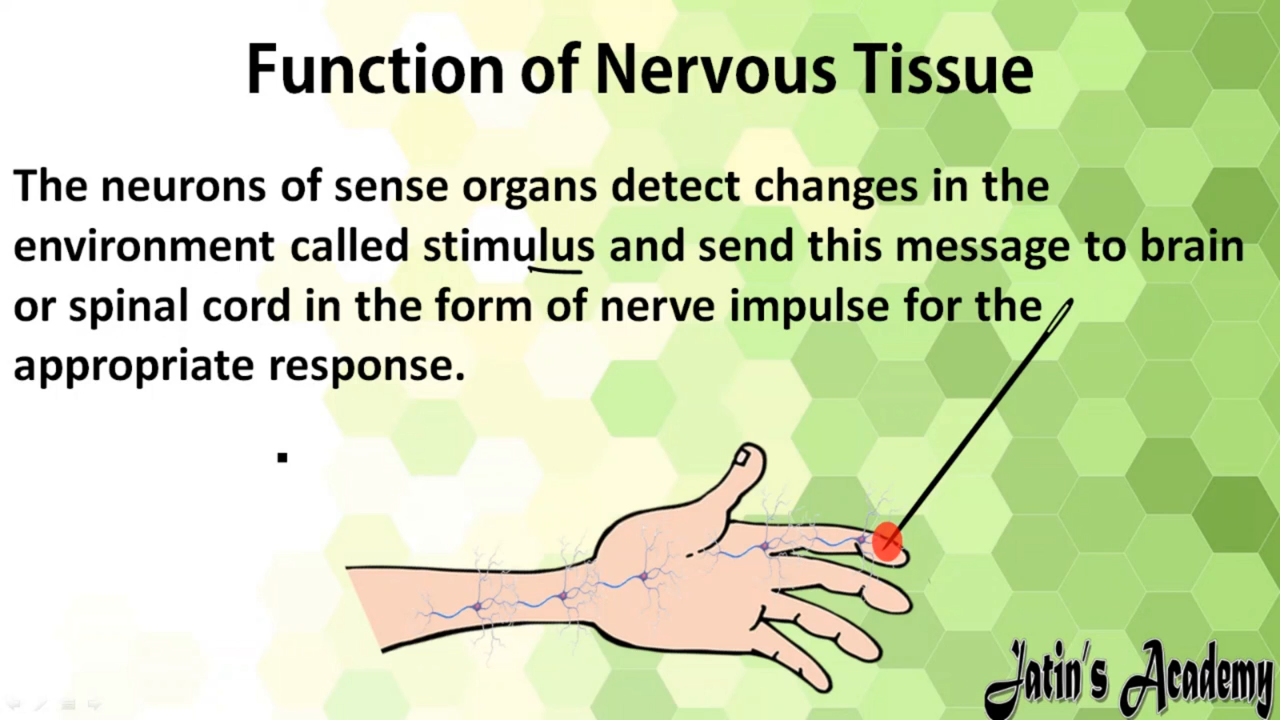 Function of Nervous Tissue
The neurons of sense organs detect changes in the
environment called stimulus and send this message to brain
or spinal cord in the form of nerve impulse for the
appropriate response.
Jatin's Academy